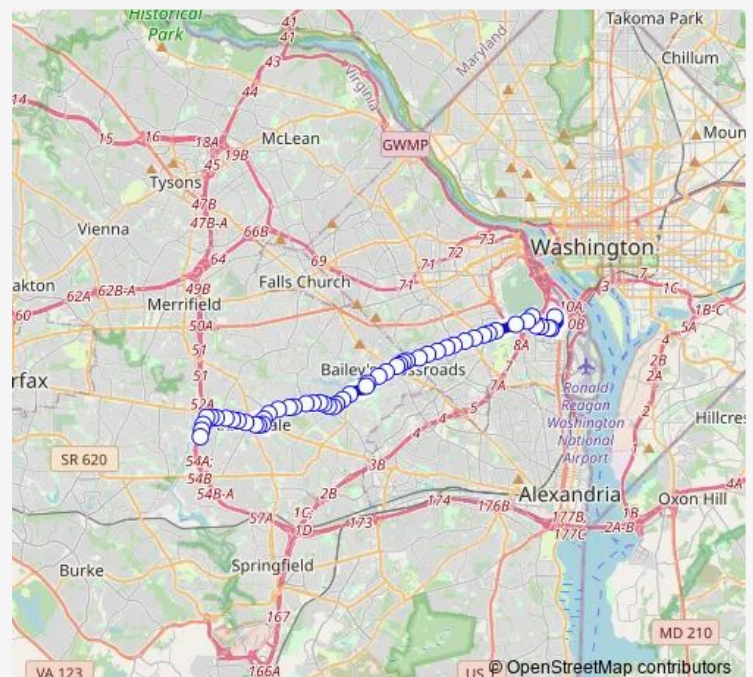 Historical
Park
41
41
43
44
Virginia
Maryland
Takoma Park
Chillum
14
15
16
18A
19B
45
McLean
GWMP
Moun
Tysons
47B
47B-A
Vienna
66B
64
69
71
71
72
73
Washington
7
1C
3
1B-C
5A
akton
62A
62B-A
60
49B
Merrifield
Falls Church
50A
10A
0B
8A
4
2B
2A
51
51
rfax
Bailey's
ssroads
7A
Ronald
Reagan
Washington
National
Airport
52A
ale
5
4
4
2
Hillcres
1
SR 620
54A;
54B
54B-A
3B
2B
1C;
1D
57A
173
174
176B
Alexandria
177B,
177C
1B
2A-B
Oxon Hill
4A
Burke
Springfield
167
166A
VA 123
US
MD 210
© OpenStreetMap contributors